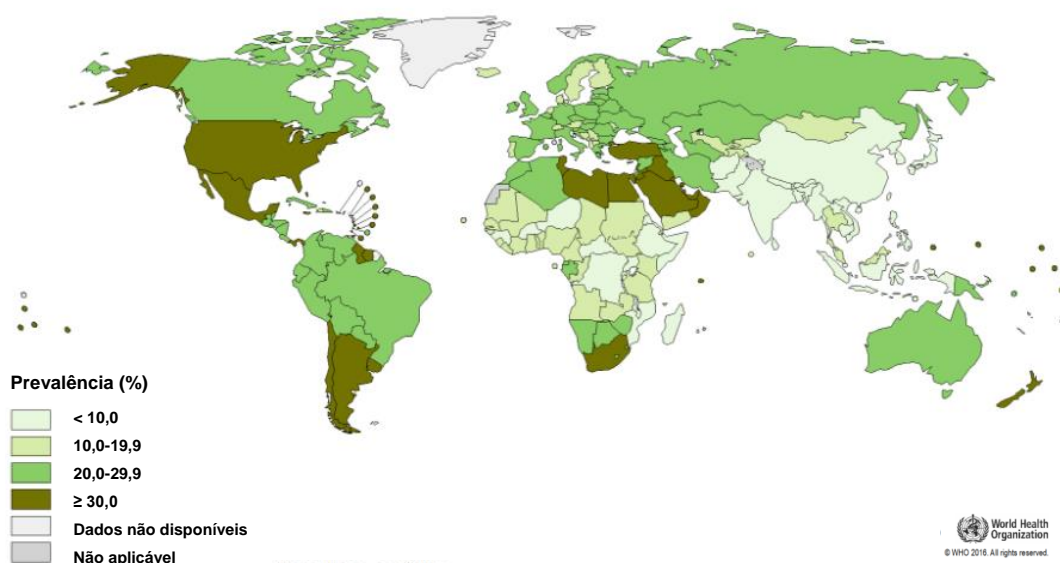 Prevalência (%)
< 10,0
10,0-19,9
20,0-29,9
≥ 30,0
Dados não disponíveis
Não aplicável
World Health
Organization
© WHO 2016. All rights reserved.